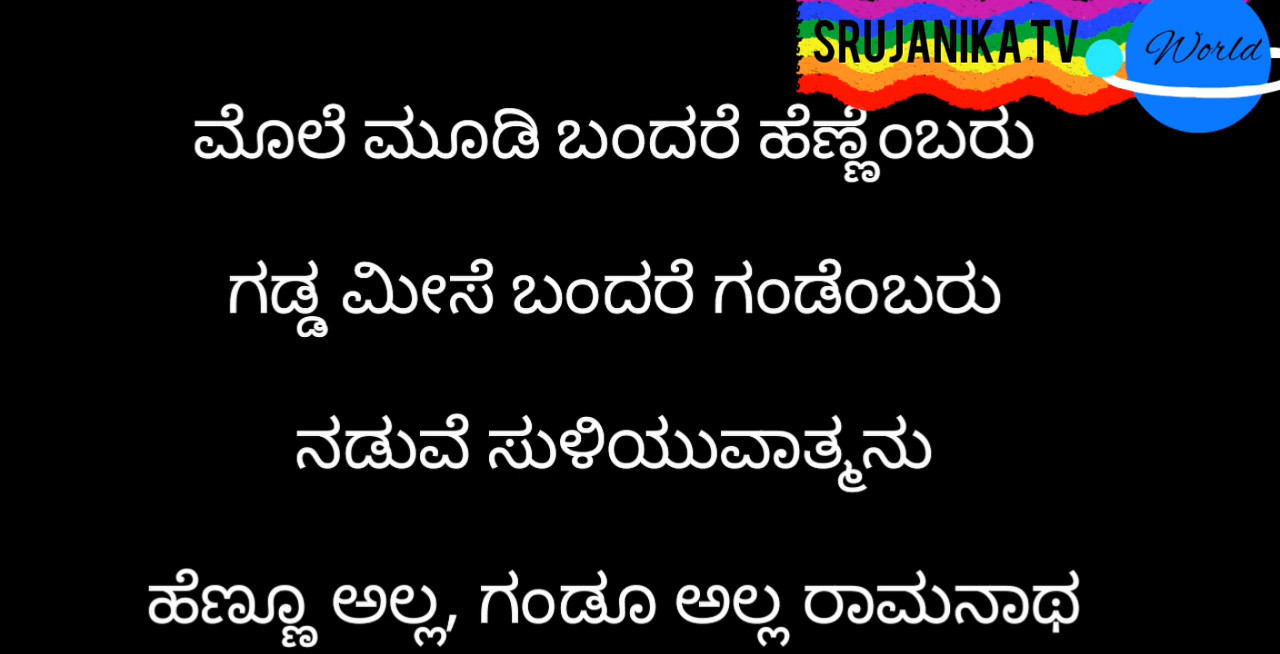 SRUJANIKA TV World
ಮೊಲೆ ಮೂಡಿ ಬಂದರೆ ಹೆಣ್ಣೆಂಬರು
ಗಡ್ಡ ಮೀಸೆ ಬಂದರೆ ಗಂಡೆಂಬರು
ನಡುವೆ ಸುಳಿಯುವಾತ್ಮನು
ಹೆಣ್ಣೂ ಅಲ್ಲ, ಗಂಡೂ ಅಲ್ಲ ರಾಮನಾಥ